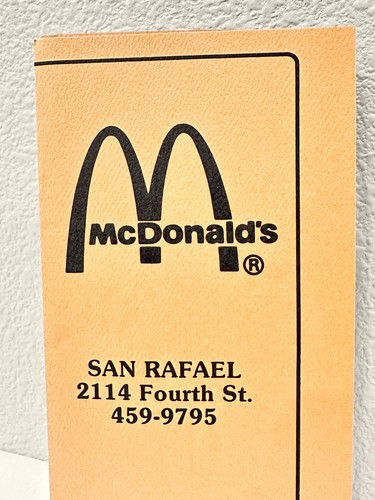 McDonald's
®
SAN RAFAEL
2114 Fourth St.
459-9795